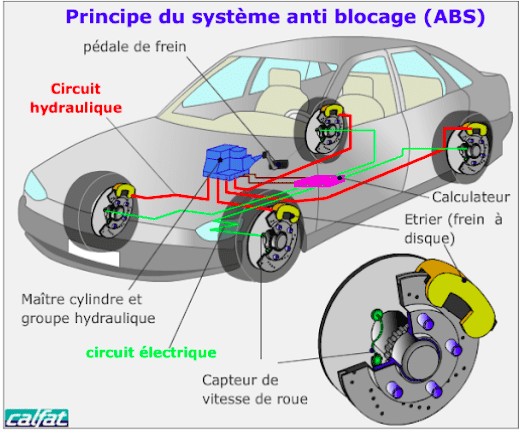 Principe du système anti blocage (ABS)
pédale de frein
Circuit
hydraulique
Calculateur
Etrier (frein à
disque)
Maître cylindre et
groupe hydraulique
circuit électrique
Capteur de
vitesse de roue
calfat